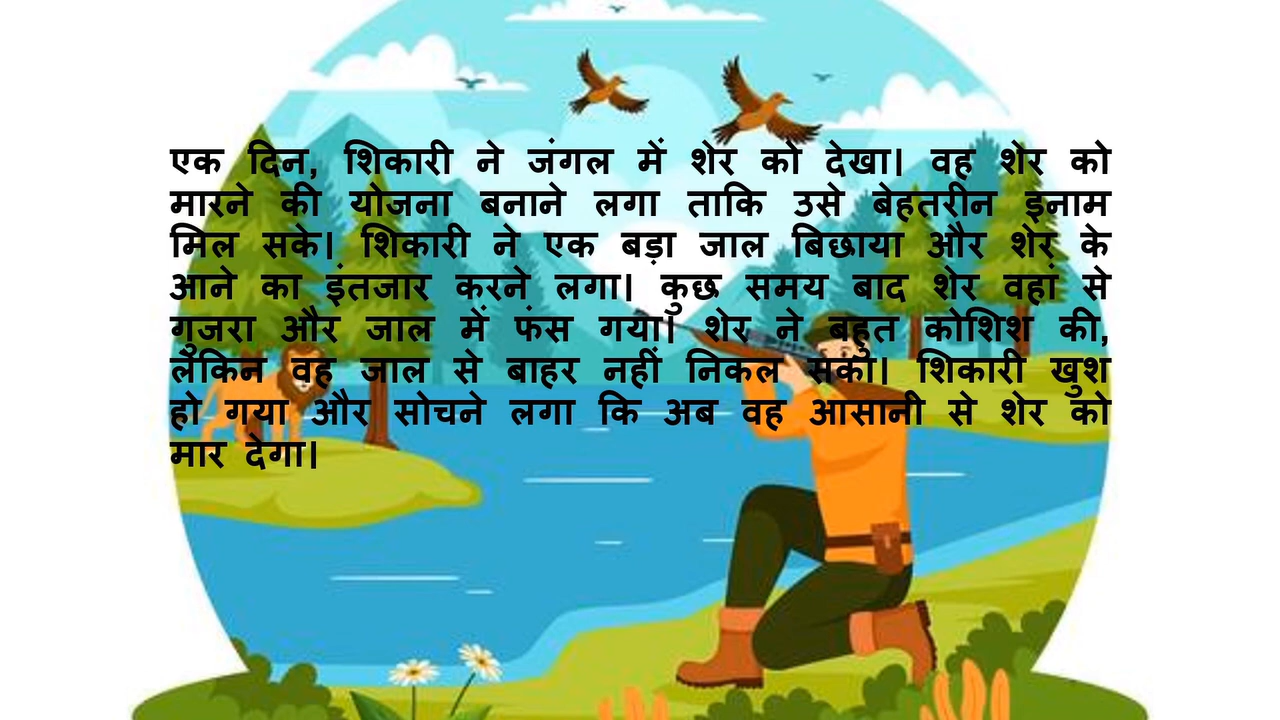 एक दिन, शिकारी ने जंगल में शेर को देखा। वह शेर को
मारने की योजना बनाने लगा ताकि उसे बेहतरीन इनाम
मिल सके। शिकारी ने एक बड़ा जाल बिछाया और शेर के
आने का इंतजार करने लगा। कुछ समय बाद शेर वहां से
गुजरा और जाल में फंस गया। शेर ने बहुत कोशिश की,
लेकिन वह जाल से बाहर नहीं निकल सका। शिकारी खुश
हो गया और सोचने लगा कि अब वह आसानी से शेर को
मार देगा।